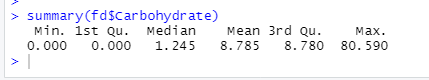 >
> summary(fd$Carbohydrate)
Min. 1st Qu. Median Mean 3rd Qu. Max.
0.000 0.000 1.245 8.785 8.780 80.590
>